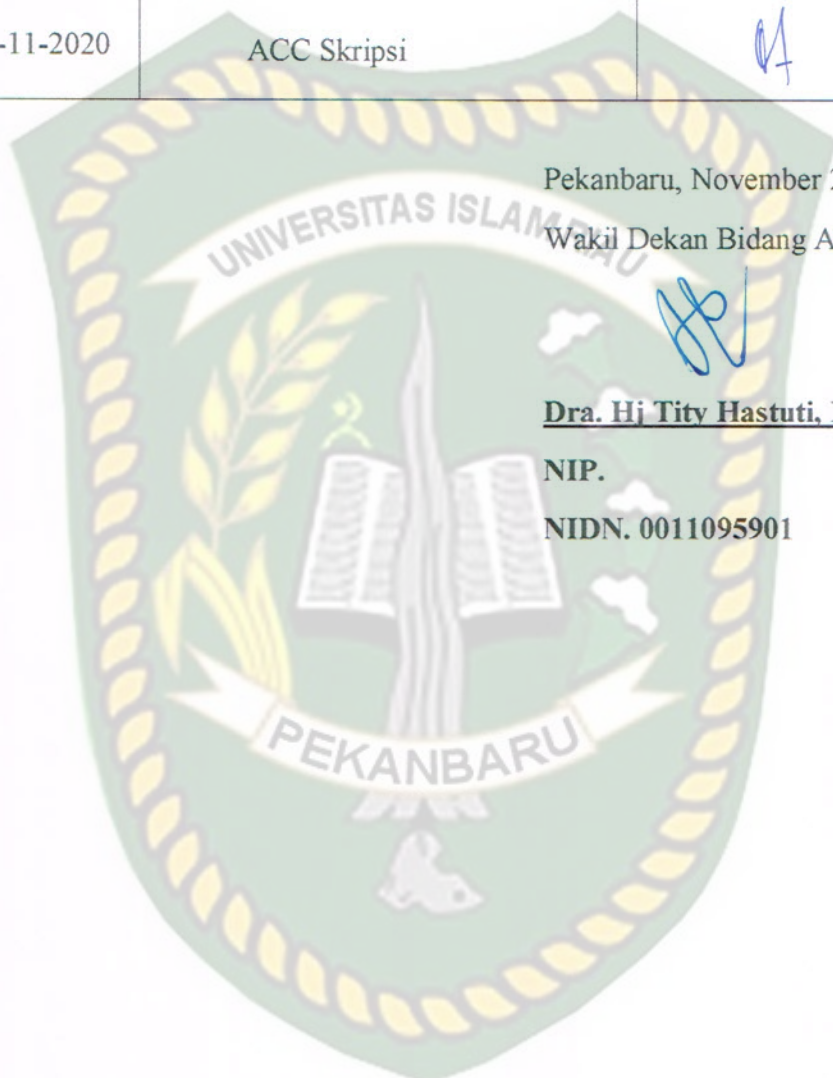 -11-2020 ACC Skripsi
Pekanbaru, November
UNIVERSITAS ISLAM RIAU
Wakil Dekan Bidang A
Dra. Hj Tity Hastuti,
NIP.
NIDN. 0011095901
PEKANBARU